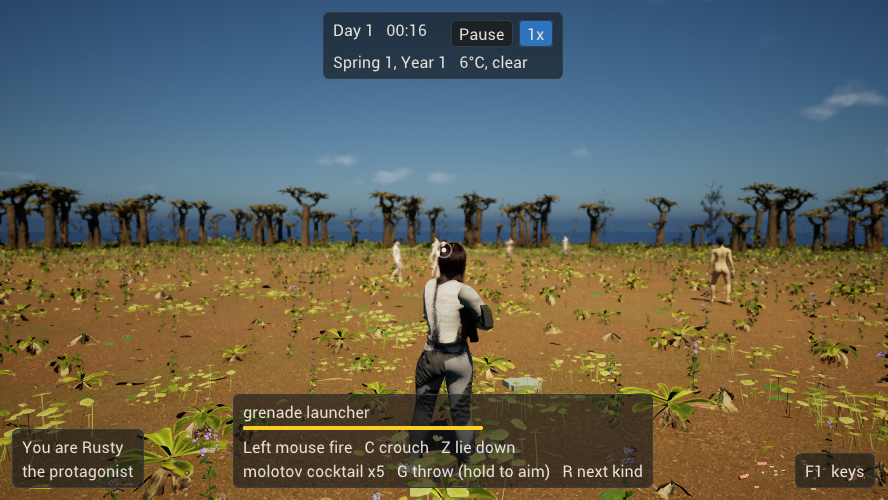 Day 1 00:16 Pause 1x
Spring 1, Year 1 6°C, clear
grenade launcher
Left mouse fire C crouch Z lie down
molotov cocktail x5 G throw (hold to aim) R next kind
You are Rusty
the protagonist
F1 keys